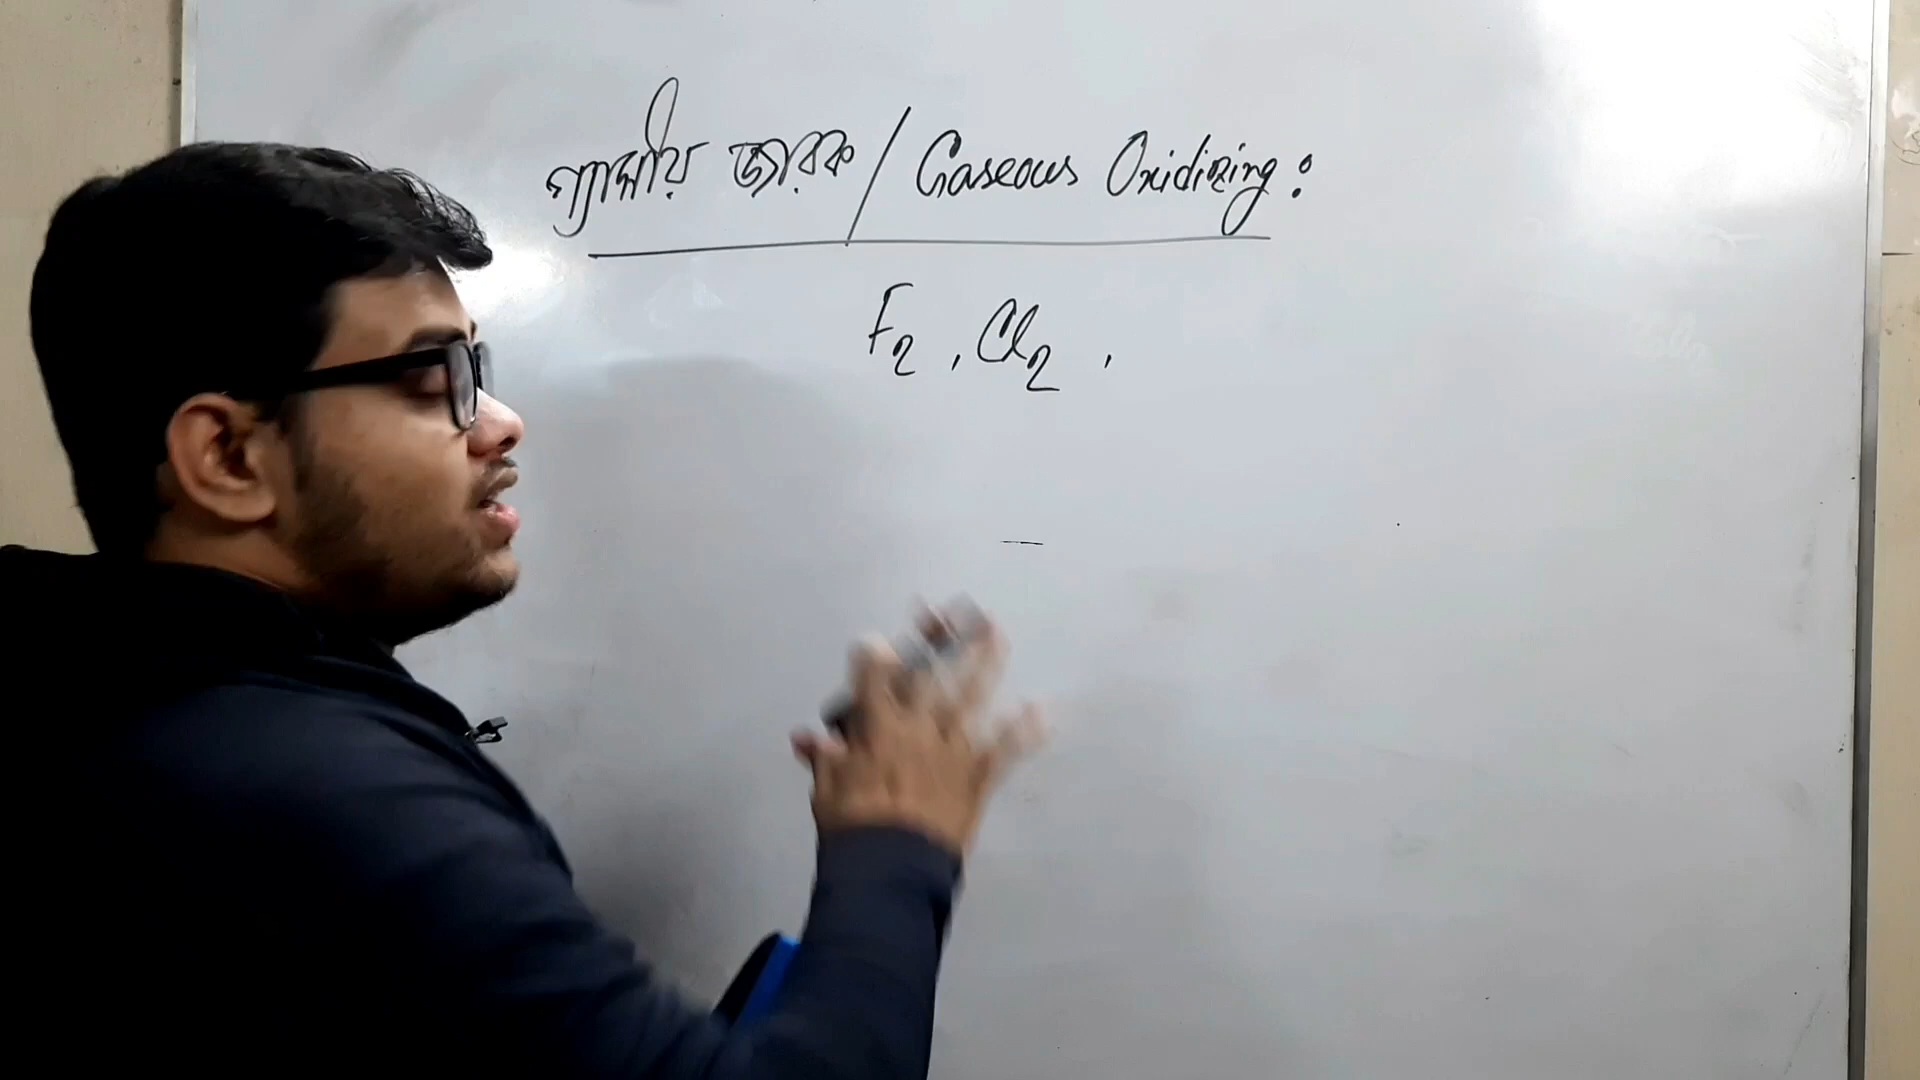 গ্যাসীয় জারক / Gaseous Oxidizing :
F₂ , Cl₂ ,